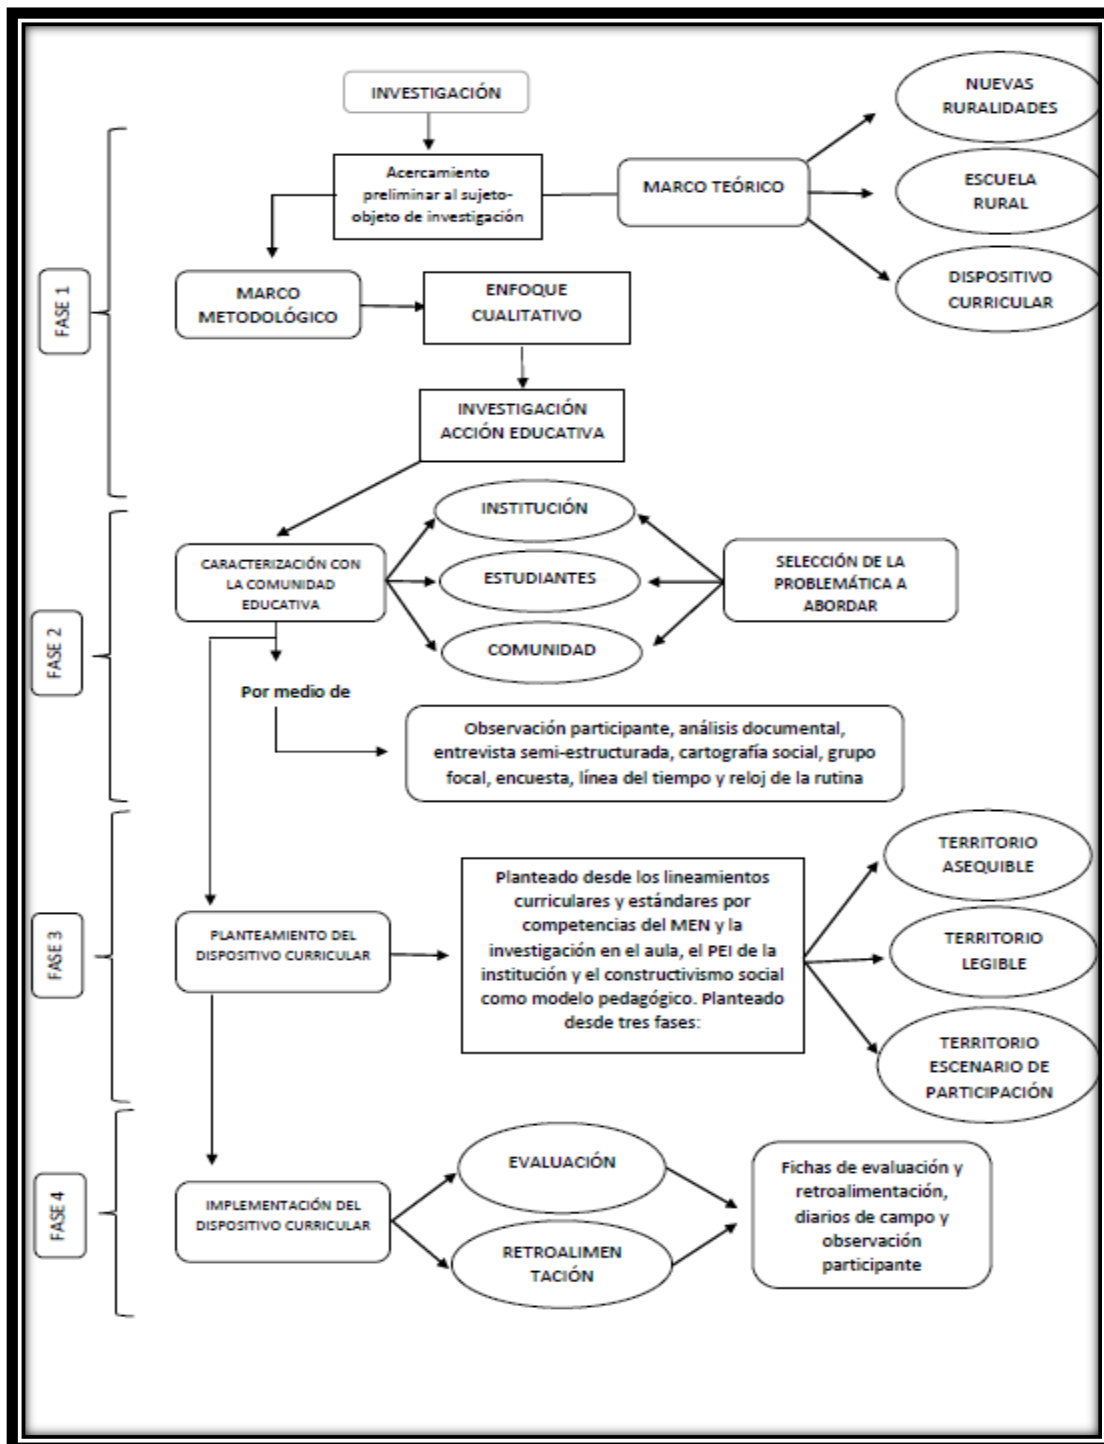 INVESTIGACIÓN
Acercamiento
preliminar al sujeto-
objeto de investigación
MARCO TEÓRICO
NUEVAS
RURALIDADES
ESCUELA
RURAL
DISPOSITIVO
CURRICULAR
FASE 1
MARCO
METODOLÓGICO
ENFOQUE
CUALITATIVO
INVESTIGACIÓN
ACCIÓN EDUCATIVA
FASE 2
CARACTERIZACIÓN CON
LA COMUNIDAD
EDUCATIVA
INSTITUCIÓN
ESTUDIANTES
COMUNIDAD
SELECCIÓN DE LA
PROBLEMÁTICA A
ABORDAR
Por medio de
Observación participante, análisis documental,
entrevista semi-estructurada, cartografía social, grupo
focal, encuesta, línea del tiempo y reloj de la rutina
FASE 3
PLANTEAMIENTO DEL
DISPOSITIVO CURRICULAR
Planteado desde los lineamientos
curriculares y estándares por
competencias del MEN y la
investigación en el aula, el PEI de la
institución y el constructivismo social
como modelo pedagógico. Planteado
desde tres fases:
TERRITORIO
ASEQUIBLE
TERRITORIO
LEGIBLE
TERRITORIO
ESCENARIO DE
PARTICIPACIÓN
FASE 4
IMPLEMENTACIÓN DEL
DISPOSITIVO CURRICULAR
EVALUACIÓN
RETROALIMEN
TACIÓN
Fichas de evaluación y
retroalimentación,
diarios de campo y
observación
participante